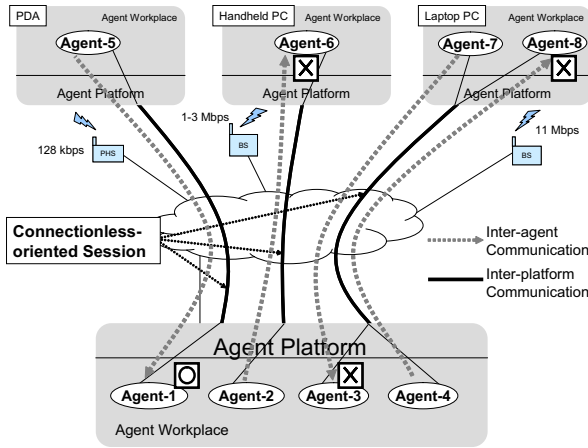 PDA
Agent Workplace
Agent-5
Agent Platform
Handheld PC
Agent Workplace
Agent-6
X
Agent Platform
Laptop PC
Agent Workplace
Agent-7
Agent-8
X
Agent Platform
128 kbps
PHS
1-3 Mbps
BS
11 Mbps
BS
Connectionless-
oriented Session
Inter-agent
Communication
Inter-platform
Communication
Agent Platform
O
X
Agent-1
Agent-2
Agent-3
Agent-4
Agent Workplace